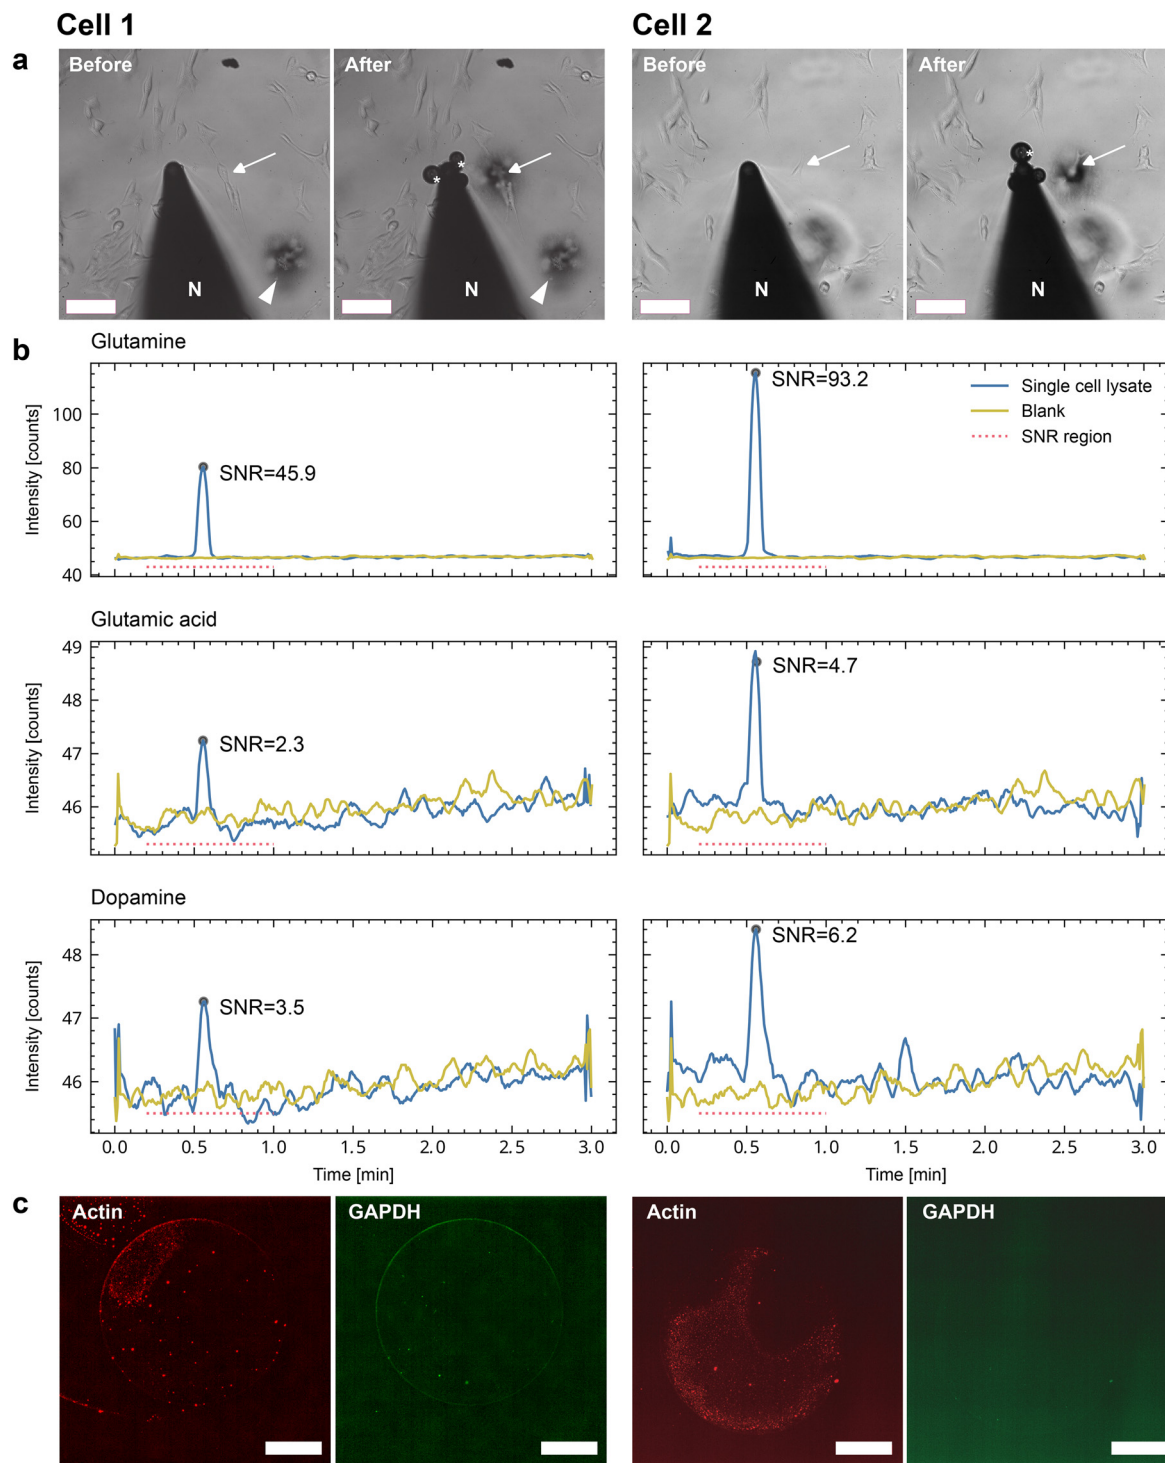 Cell 1
Cell 2
a
Before
After
Before
After
*
*
*
N
N
N
N
b
Glutamine
Intensity [counts]
100
80
60
40
SNR=45.9
SNR=93.2
Single cell lysate
Blank
SNR region
Glutamic acid
Intensity [counts]
49
48
47
46
SNR=2.3
SNR=4.7
Dopamine
Intensity [counts]
48
47
46
SNR=3.5
SNR=6.2
0.0 0.5 1.0 1.5 2.0 2.5 3.0
0.0 0.5 1.0 1.5 2.0 2.5 3.0
Time [min]
Time [min]
c
Actin
GAPDH
Actin
GAPDH